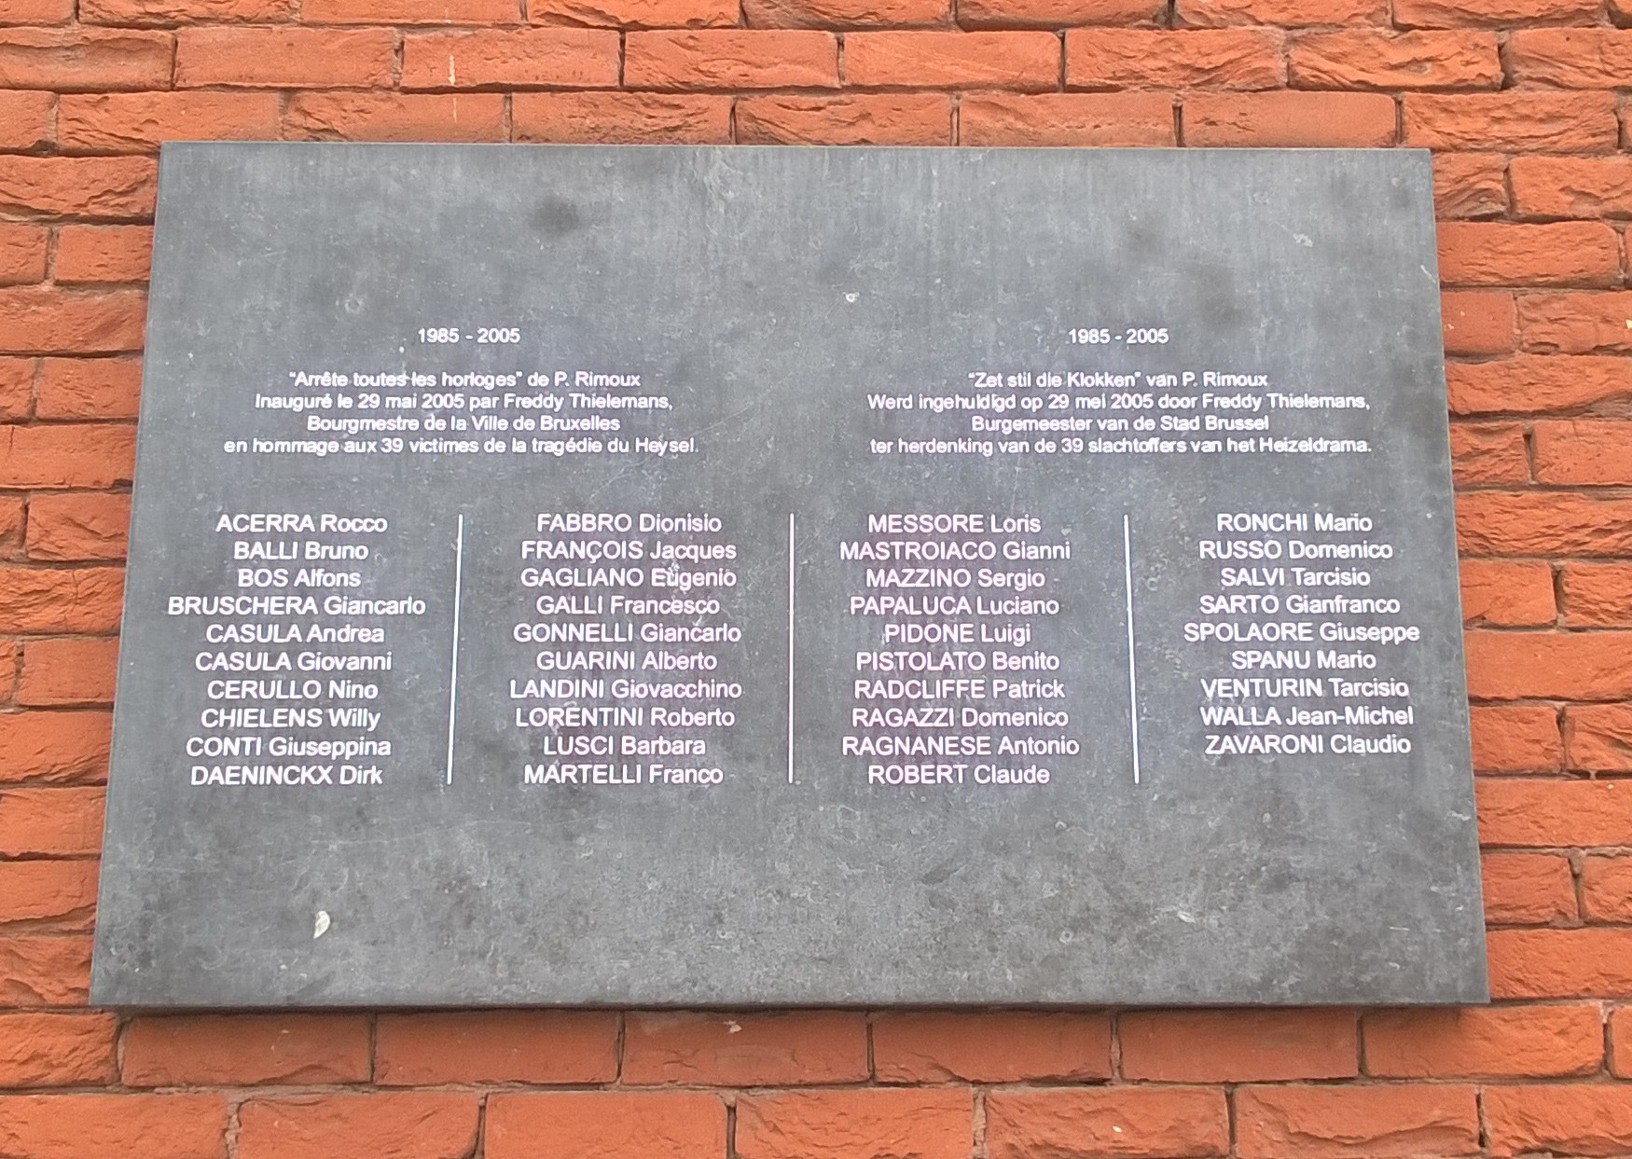 1985 - 2005
"Arrête toutes les horloges" de P. Rimoux
Inauguré le 29 mai 2005 par Freddy Thielemans,
Bourgmestre de la Ville de Bruxelles
en hommage aux 39 victimes de la tragédie du Heysel.
1985 - 2005
"Zet stil die Klokken" van P. Rimoux
Werd ingehuldigd op 29 mei 2005 door Freddy Thielemans,
Burgemeester van de Stad Brussel
ter herdenking van de 39 slachtoffers van het Heizeldrama.
ACERRA Rocco
BALLI Bruno
BOS Alfons
BRUSCHERA Giancarlo
CASULA Andrea
CASULA Giovanni
CERULLO Nino
CHIELENS Willy
CONTI Giuseppina
DAENINCKX Dirk
FABBRO Dionisio
FRANÇOIS Jacques
GAGLIANO Eugenio
GALLI Francesco
GONNELLI Giancarlo
GUARINI Alberto
LANDINI Giovacchino
LORENTINI Roberto
LUSCI Barbara
MARTELLI Franco
MESSORE Loris
MASTROIACO Gianni
MAZZINO Sergio
PAPALUCA Luciano
PIDONE Luigi
PISTOLATO Benito
RADCLIFFE Patrick
RAGAZZI Domenico
RAGNANESE Antonio
ROBERT Claude
RONCHI Mario
RUSSO Domenico
SALVI Tarcisio
SARTO Gianfranco
SPOLAORE Giuseppe
SPANU Mario
VENTURIN Tarcisio
WALLA Jean-Michel
ZAVARONI Claudio